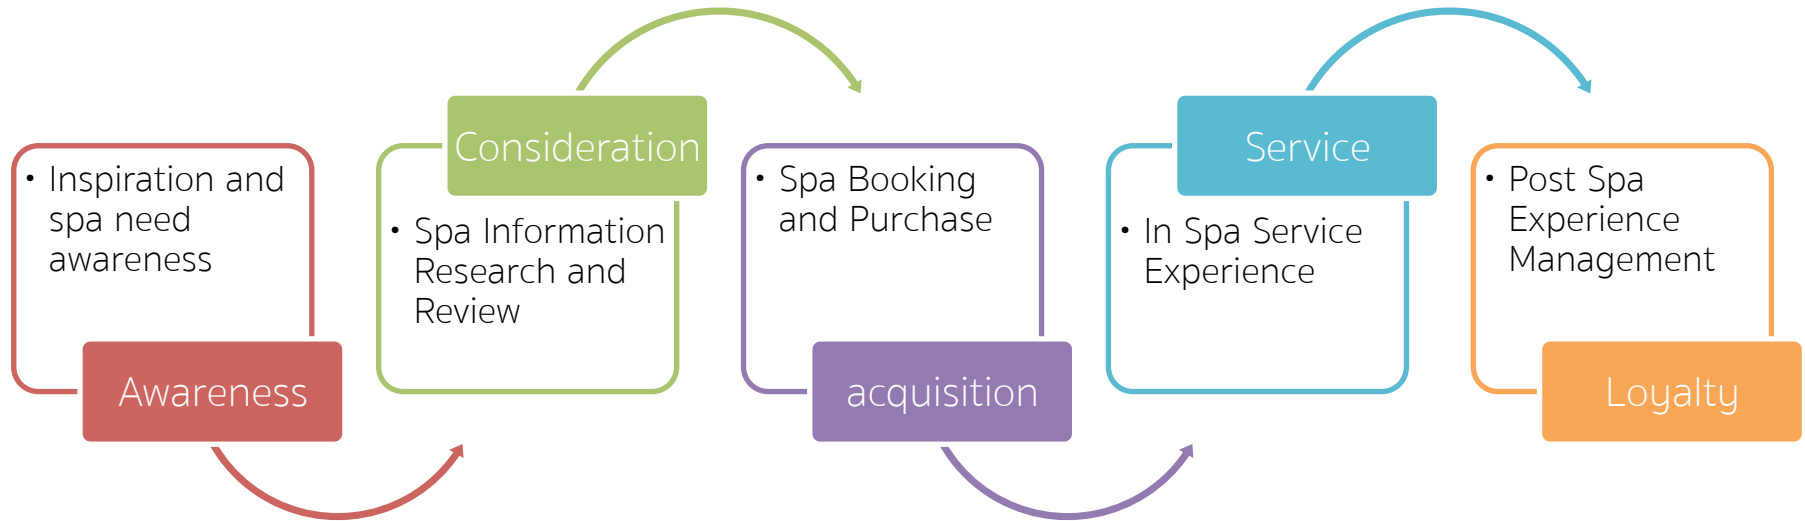 • Inspiration and
spa need
awareness
Awareness
Consideration
• Spa Information
Research and
Review
• Spa Booking
and Purchase
acquisition
Service
• In Spa Service
Experience
• Post Spa
Experience
Management
Loyalty